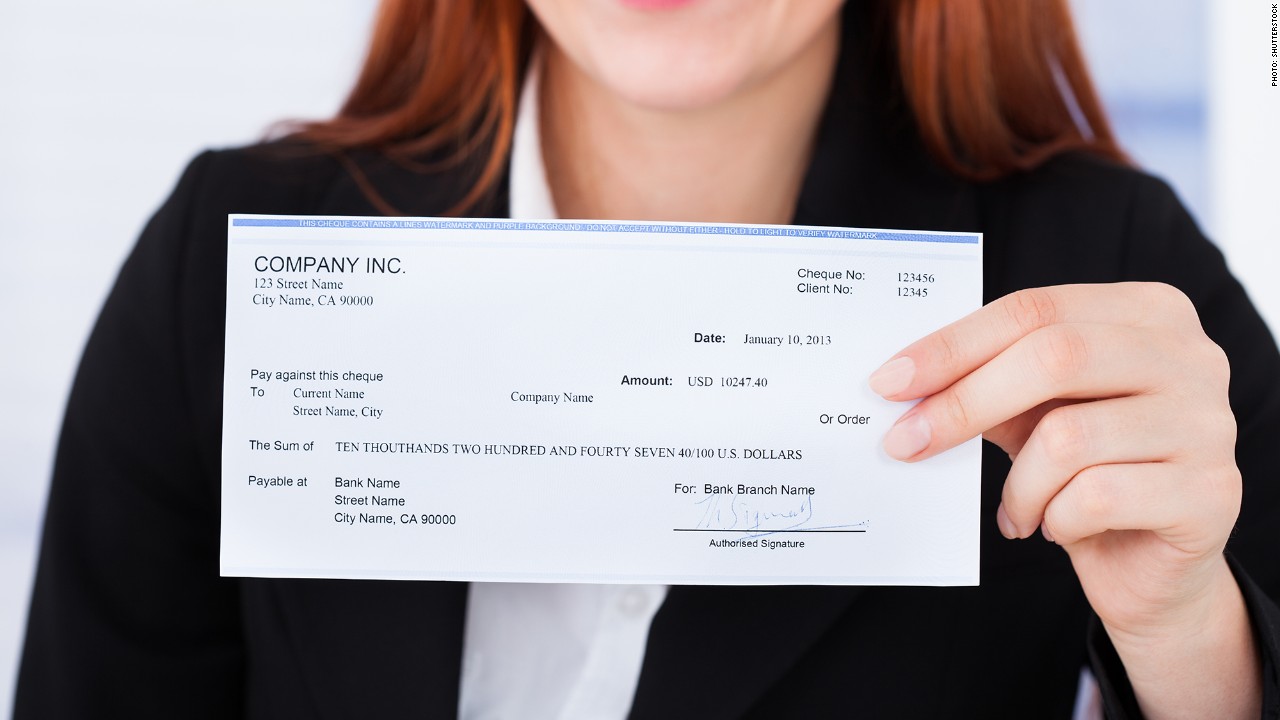 PHOTO: SHUTTERSTOCK
THIS CHEQUE CONTAINS A LINES WATERMARK AND PURPLE BACKGROUND - DO NOT ACCEPT WITHOUT EITHER - HOLD TO LIGHT TO VERIFY WATERMARK
COMPANY INC.
123 Street Name
City Name, CA 90000
Cheque No: 123456
Client No: 12345
Date: January 10, 2013
Pay against this cheque
Amount: USD 10247.40
To Current Name
Company Name
Street Name, City
Or Order
The Sum of TEN THOUTHANDS TWO HUNDRED AND FOURTY SEVEN 40/100 U.S. DOLLARS
Payable at Bank Name
Street Name
City Name, CA 90000
For: Bank Branch Name
Authorised Signature